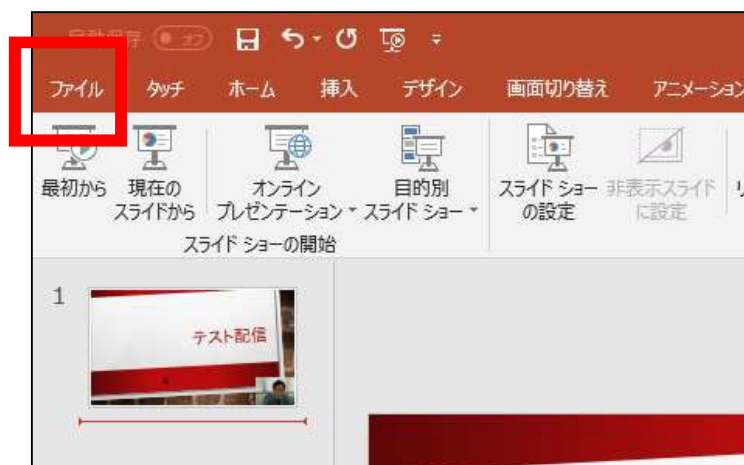 自動保存 オフ
ファイル タッチ ホーム 挿入 デザイン 画面切り替え アニメーション
最初から 現在の オンライン 目的別 スライド ショー 非表示スライド
スライドから プレゼンテーション スライド ショー の設定 に設定
スライド ショーの開始
1
テスト配信